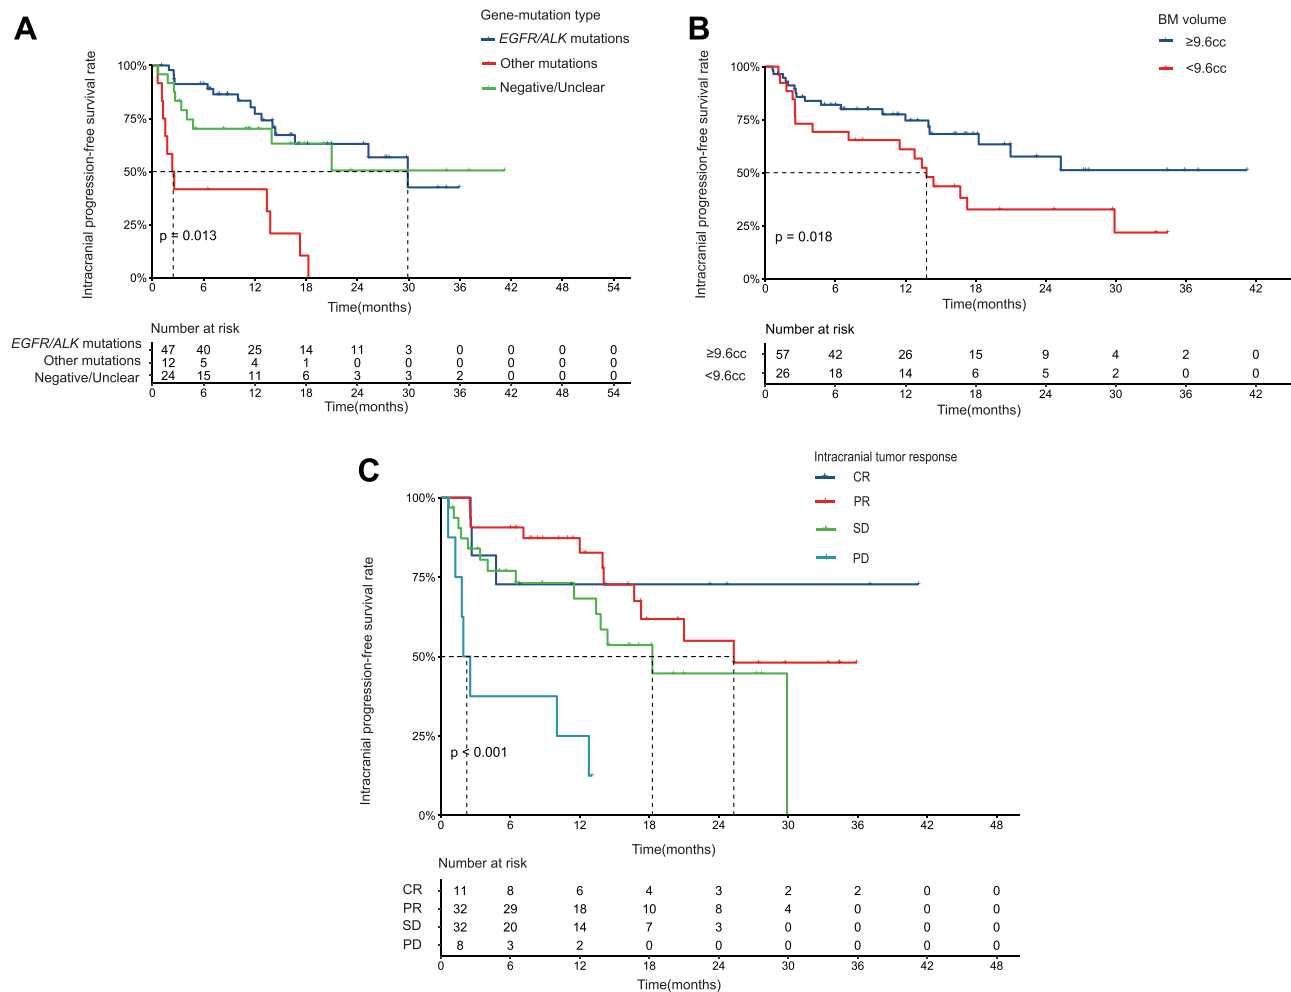 A
Gene-mutation type
EGFR/ALK mutations
Other mutations
Negative/Unclear
Intracranial progression-free survival rate
100%
75%
50%
25%
0%
p = 0.013
0 6 12 18 24 30 36 42 48 54
Time(months)
Number at risk
EGFR/ALK mutations 47 40 25 14 11 3 0 0 0 0
Other mutations 12 5 4 1 0 0 0 0 0 0
Negative/Unclear 24 15 11 6 3 3 2 0 0 0
0 6 12 18 24 30 36 42 48 54
Time(months)
B
BM volume
≥9.6cc
<9.6cc
Intracranial progression-free survival rate
100%
75%
50%
25%
0%
p = 0.018
0 6 12 18 24 30 36 42
Time(months)
Number at risk
≥9.6cc 57 42 26 15 9 4 2 0
<9.6cc 26 18 14 6 5 2 0 0
0 6 12 18 24 30 36 42
Time(months)
C
Intracranial tumor response
CR
PR
SD
PD
Intracranial progression-free survival rate
100%
75%
50%
25%
0%
p < 0.001
0 6 12 18 24 30 36 42 48
Time(months)
Number at risk
CR 11 8 6 4 3 2 2 0 0
PR 32 29 18 10 8 4 0 0 0
SD 32 20 14 7 3 0 0 0 0
PD 8 3 2 0 0 0 0 0 0
0 6 12 18 24 30 36 42 48
Time(months)